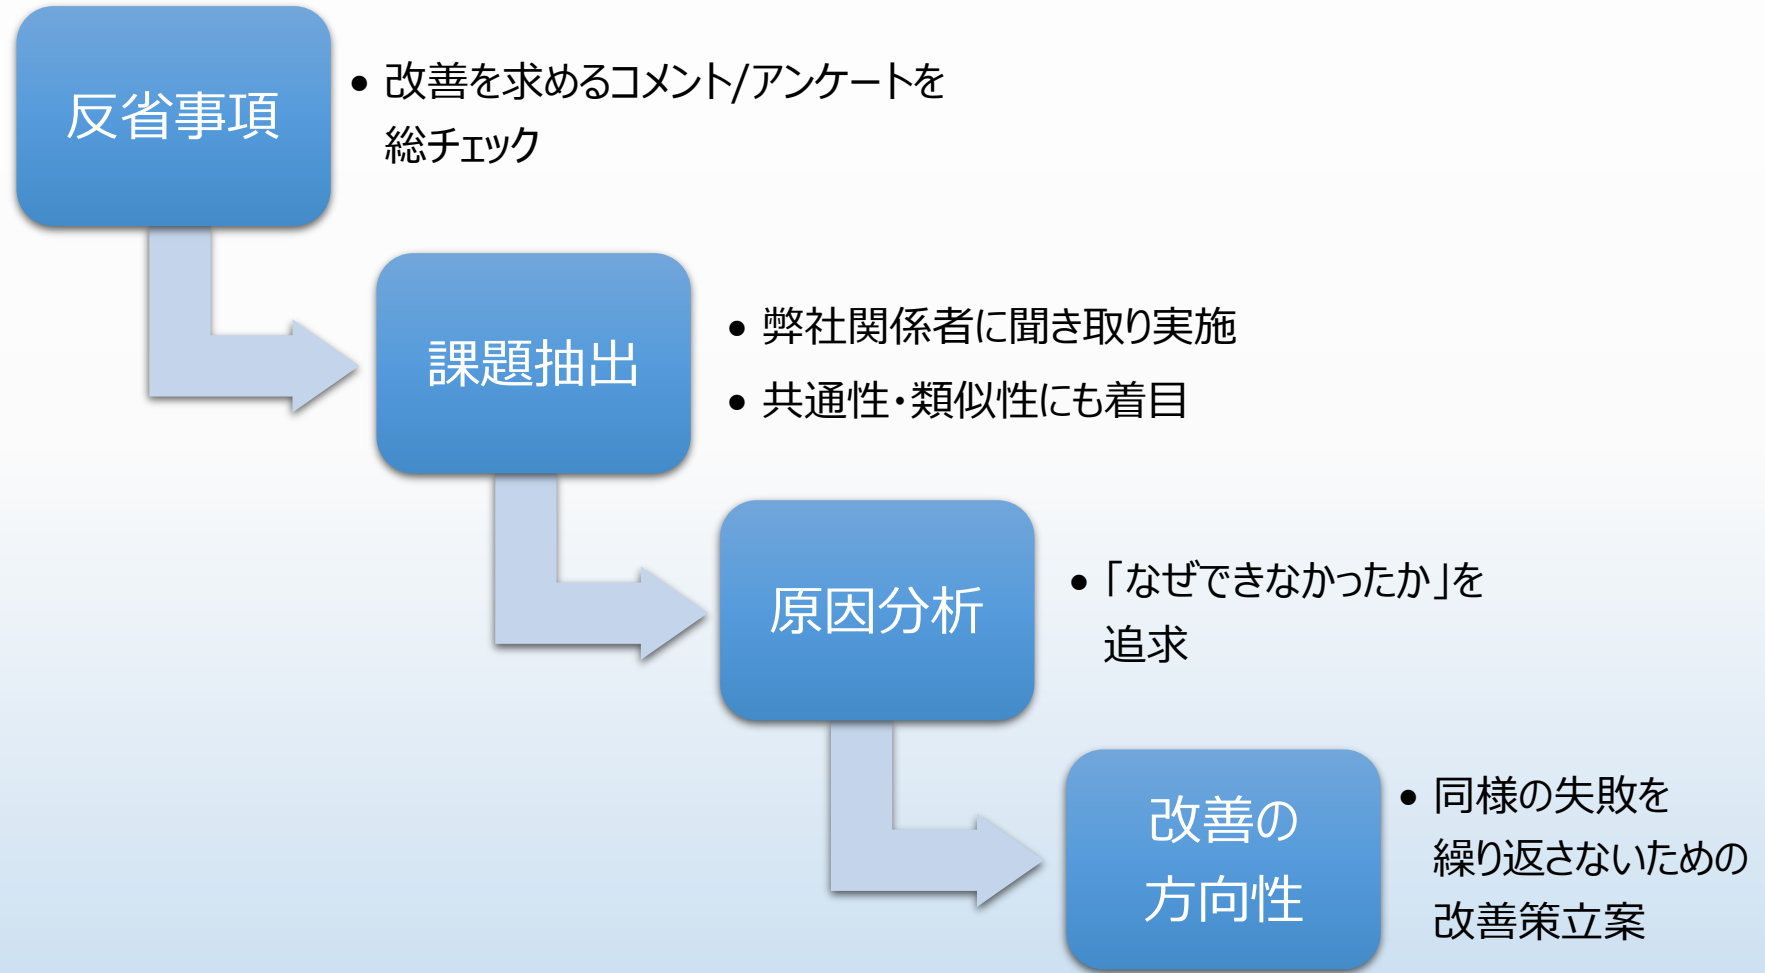 反省事項
• 改善を求めるコメント/アンケートを
総チェック
課題抽出
• 弊社関係者に聞き取り実施
• 共通性・類似性にも着目
原因分析
• 「なぜできなかったか」を
追求
改善の
方向性
• 同様の失敗を
繰り返さないための
改善策立案